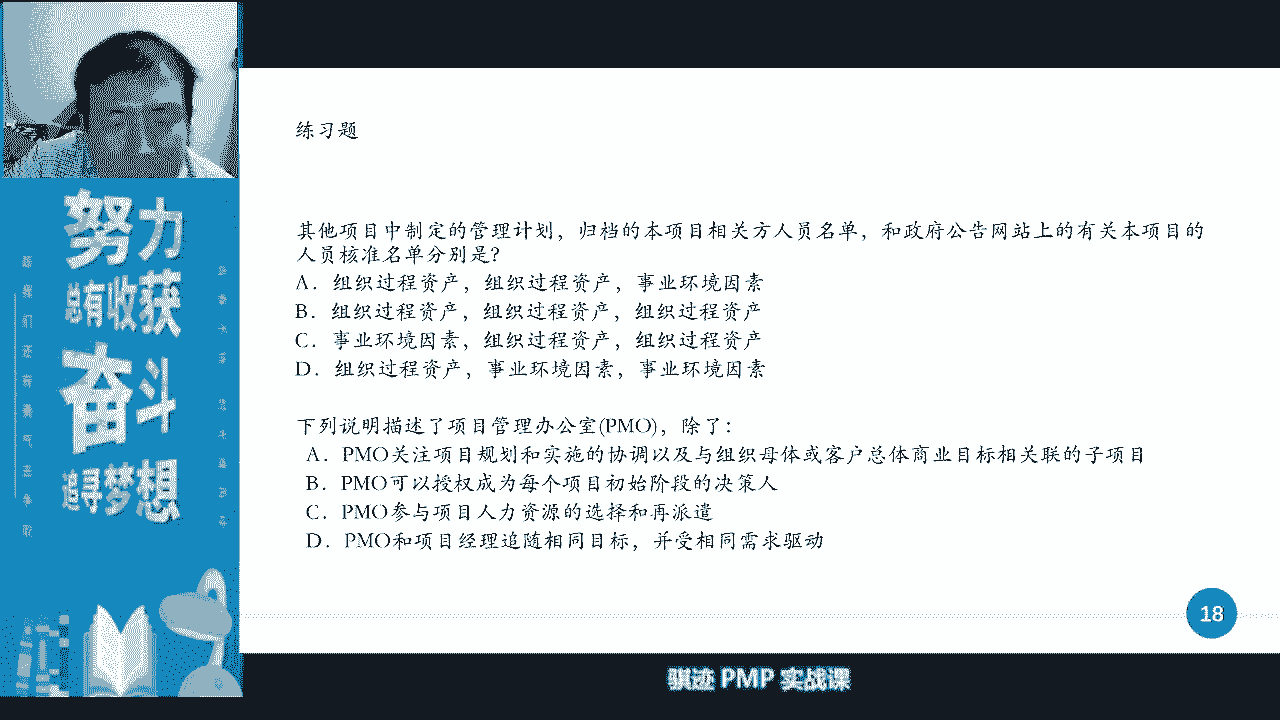 努力
总有收获
奋斗
追寻梦想
练习题
其他项目中制定的管理计划，归档的本项目相关方人员名单，和政府公告网站上的有关本项目的
人员核准名单分别是?
A．组织过程资产，组织过程资产，事业环境因素
B．组织过程资产，组织过程资产，组织过程资产
C．事业环境因素，组织过程资产，组织过程资产
D．组织过程资产，事业环境因素，事业环境因素
下列说明描述了项目管理办公室(PMO)，除了：
A．PMO关注项目规划和实施的协调以及与组织母体或客户总体商业目标相关联的子项目
B．PMO可以授权成为每个项目初始阶段的决策人
C．PMO参与项目人力资源的选择和再派遣
D．PMO和项目经理追随相同目标，并受相同需求驱动
18
骐迹 PMP 实战课